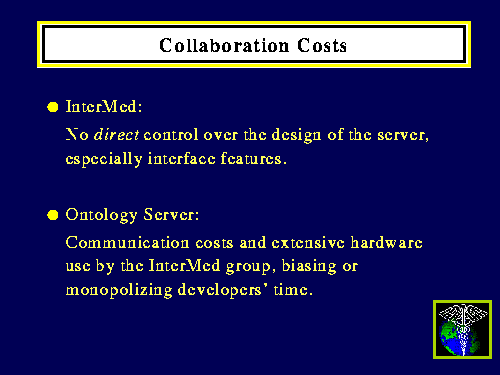 Collaboration Costs
InterMed:
No direct control over the design of the server,
especially interface features.
Ontology Server:
Communication costs and extensive hardware
use by the InterMed group, biasing or
monopolizing developers' time.